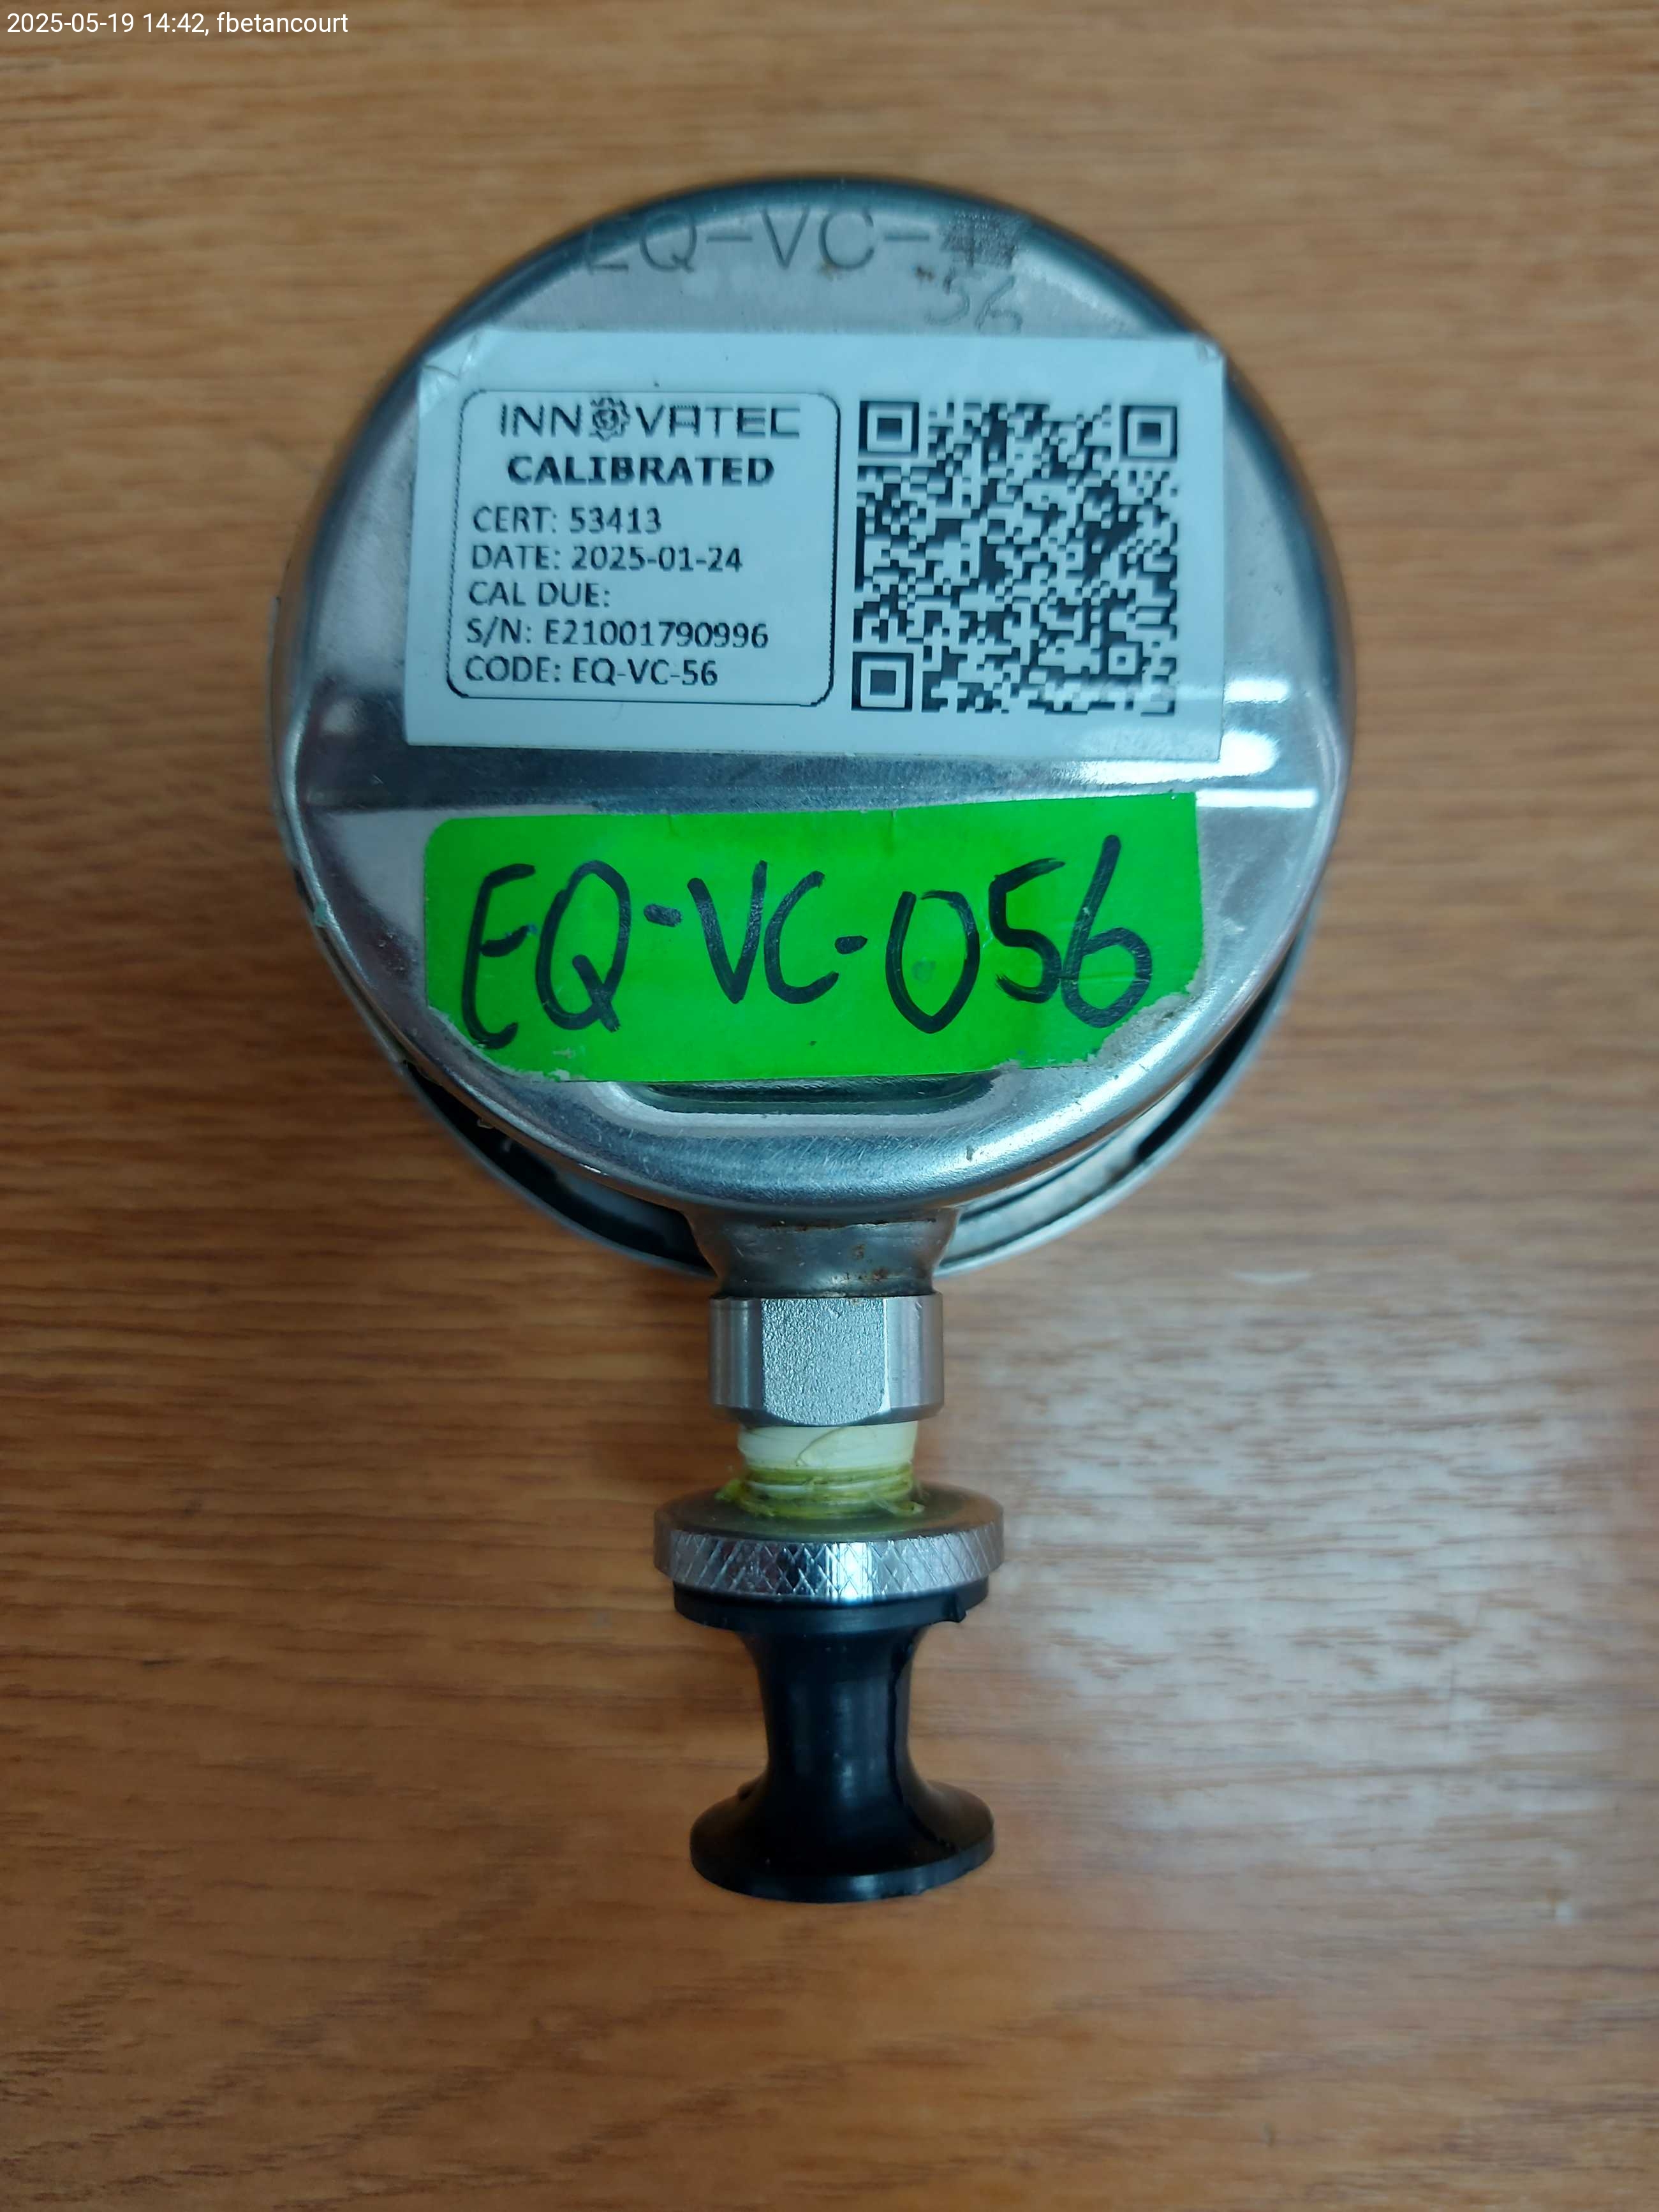 2025-05-19 14:42, fbetancourt
EQ-VC-
56
INNOVATEC
CALIBRATED
CERT: 53413
DATE: 2025-01-24
CAL DUE:
S/N: E21001790996
CODE: EQ-VC-56
EQ-VC-056